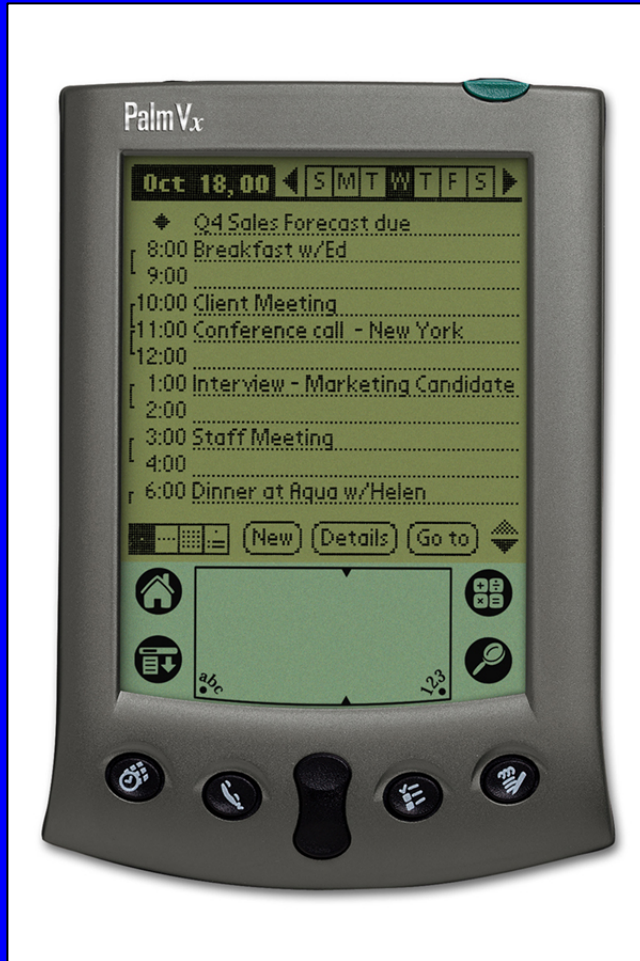 PalmVx
Oct 18, 00 S M T W T F S
Q4 Sales Forecast due
8:00 Breakfast w/Ed
9:00
10:00 Client Meeting
11:00 Conference call - New York
12:00
1:00 Interview - Marketing Candidate
2:00
3:00 Staff Meeting
4:00
6:00 Dinner at Aqua w/Helen
New Details Go to
abc 123